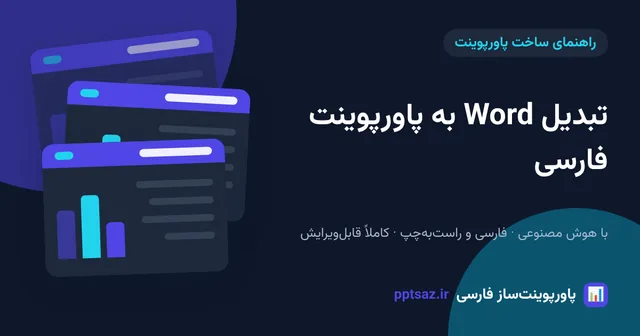 راهنمای ساخت پاورپوینت
تبدیل Word به پاورپوینت
فارسی
با هوش مصنوعی · فارسی و راست‌به‌چپ · کاملاً قابل‌ویرایش
پاورپوینت‌ساز فارسی pptsaz.ir